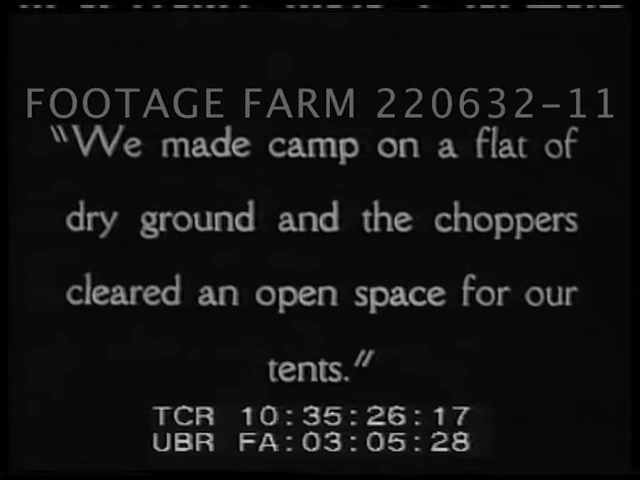 FOOTAGE FARM 220632-11
"We made camp on a flat of
dry ground and the choppers
cleared an open space for our
tents."
TCR 10:35:26:17
UBR FA:03:05:28